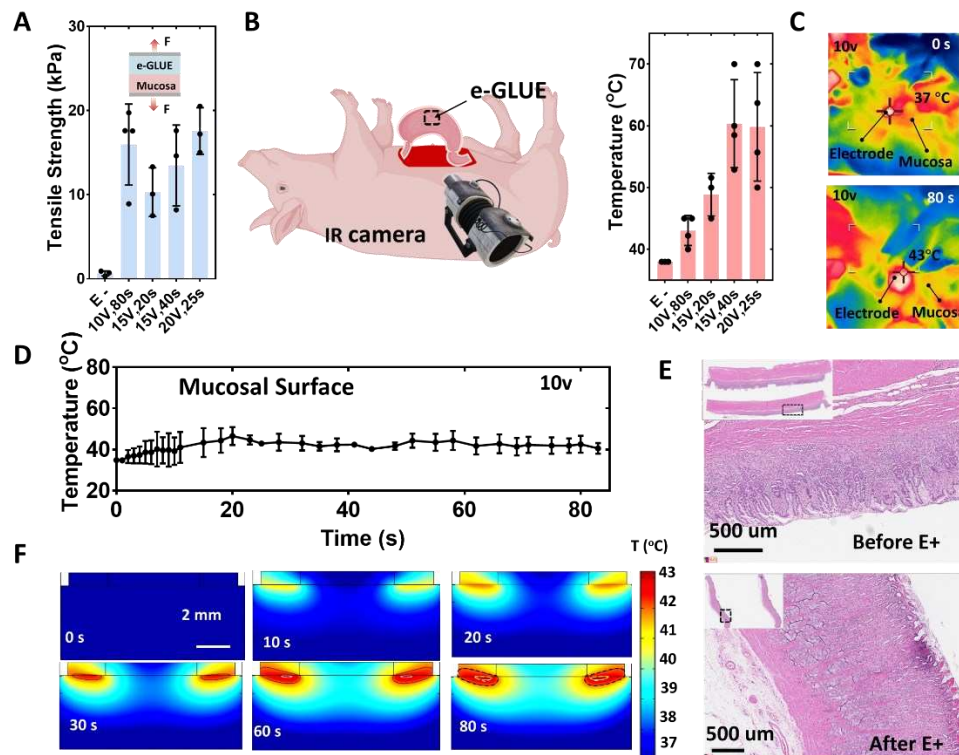 A
Tensile Strength (kPa)
30
20
10
0
F
e-GLUE
Mucosa
F
E -
10V,80s
15V,20s
15V,40s
20V,25s
B
e-GLUE
IR camera
Temperature (°C)
70
60
50
40
E -
10V,80s
15V,20s
15V,40s
20V,25s
C
10v
0 s
37 °C
Electrode
Mucosa
10v
80 s
43°C
Electrode
Mucosa
D
Temperature (°C)
80
60
40
20
Mucosal Surface
10v
0
20
40
60
80
Time (s)
E
500 um
Before E+
500 um
After E+
F
0 s
2 mm
10 s
20 s
30 s
60 s
80 s
T (°C)
43
42
41
40
39
38
37